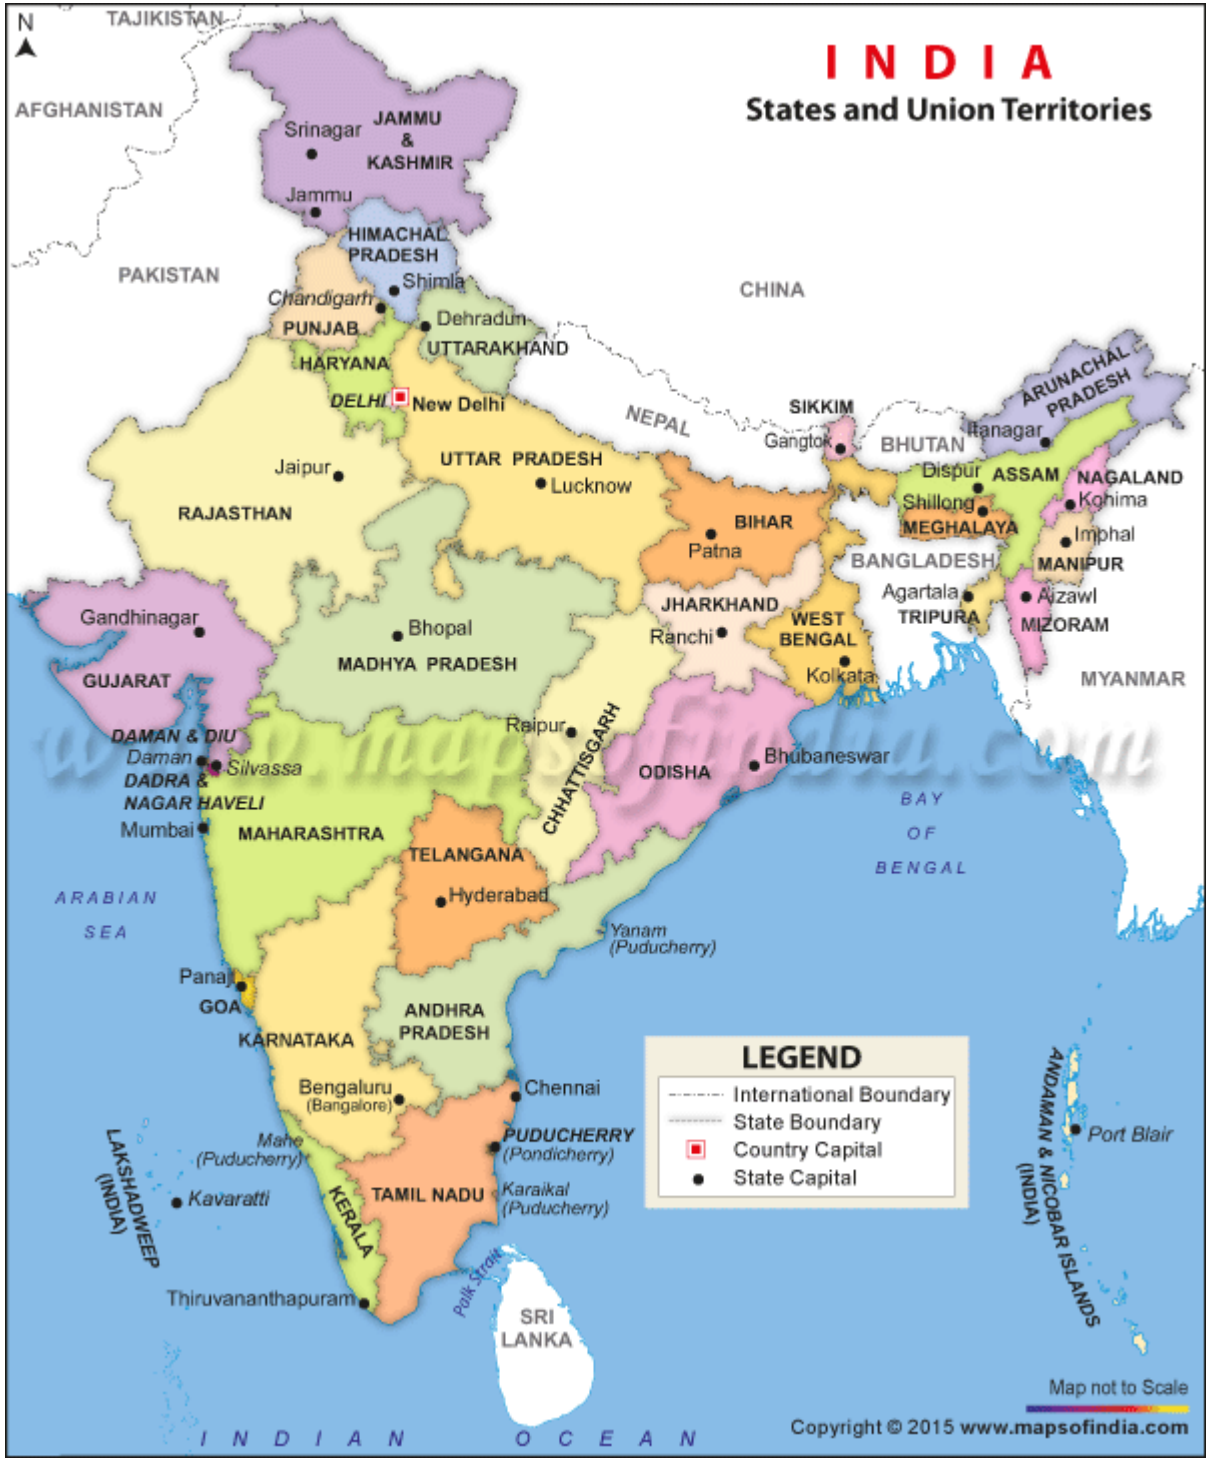 N
TAJIKISTAN
INDIA
States and Union Territories
AFGHANISTAN
JAMMU
&
KASHMIR
Srinagar
Jammu
HIMACHAL
PRADESH
PAKISTAN
Shimla
CHINA
Chandigarh
PUNJAB
Dehradun
UTTARAKHAND
HARYANA
DELHI
New Delhi
ARUNACHAL
PRADESH
SIKKIM
NEPAL
Gangtok
BHUTAN
Itanagar
UTTAR PRADESH
Jaipur
Lucknow
Dispur
ASSAM
NAGALAND
Kohima
RAJASTHAN
BIHAR
Patna
Shillong
MEGHALAYA
Imphal
MANIPUR
BANGLADESH
Agartala
TRIPURA
Aizawl
MIZORAM
JHARKHAND
Ranchi
WEST
BENGAL
Kolkata
Gandhinagar
Bhopal
MADHYA PRADESH
GUJARAT
MYANMAR
www.mapsofindia.com
Raipur
CHHATTISGARH
DAMAN & DIU
Daman
Silvassa
DADRA &
NAGAR HAVELI
ODISHA
Bhubaneswar
Mumbai
MAHARASHTRA
BAY
OF
BENGAL
TELANGANA
Hyderabad
ARABIAN
SEA
Yanam
(Puducherry)
Panaji
GOA
KARNATAKA
ANDHRA
PRADESH
LEGEND
International Boundary
State Boundary
Country Capital
State Capital
Bengaluru
(Bangalore)
Chennai
ANDAMAN & NICOBAR ISLANDS
(INDIA)
Port Blair
Mahe
(Puducherry)
PUDUCHERRY
(Pondicherry)
LAKSHADWEEP
(INDIA)
Kavaratti
KERALA
TAMIL NADU
Karaikal
(Puducherry)
Palk Strait
Thiruvananthapuram
SRI
LANKA
Map not to Scale
Copyright © 2015 www.mapsofindia.com
INDIAN OCEAN